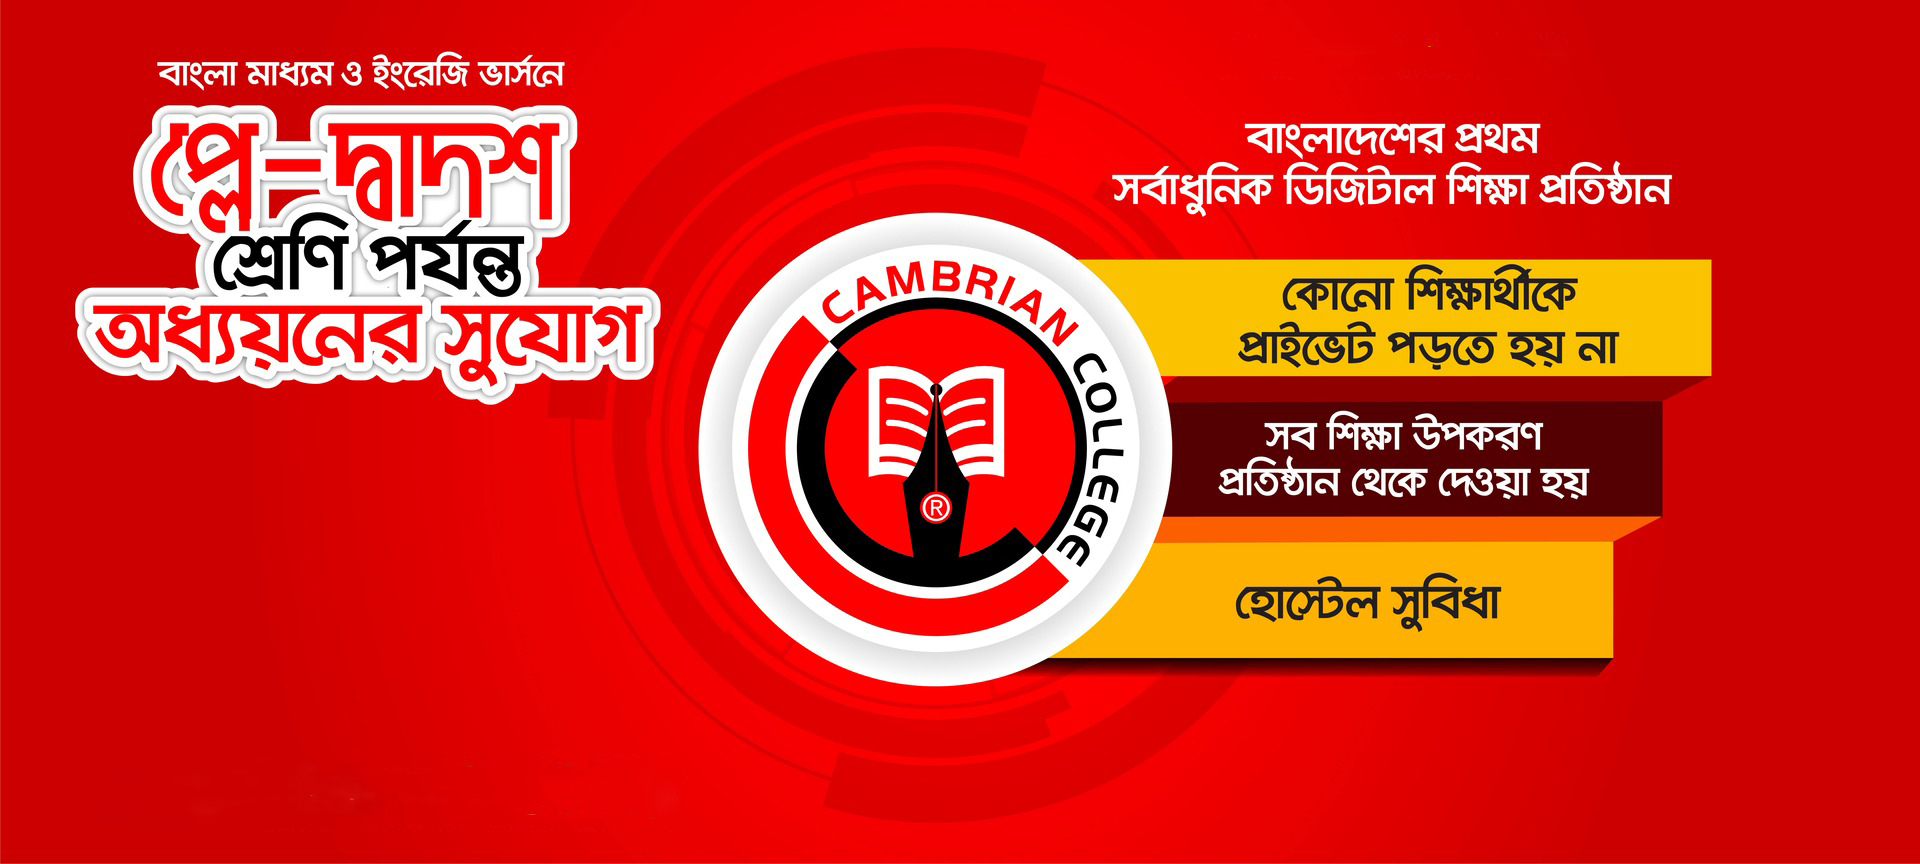 বাংলা মাধ্যম ও ইংরেজি ভার্সনে
প্লে-দ্বাদশ
শ্রেণি পর্যন্ত
অধ্যয়নের সুযোগ
CAMBRIAN COLLEGE
®
বাংলাদেশের প্রথম
সর্বাধুনিক ডিজিটাল শিক্ষা প্রতিষ্ঠান
কোনো শিক্ষার্থীকে
প্রাইভেট পড়তে হয় না
সব শিক্ষা উপকরণ
প্রতিষ্ঠান থেকে দেওয়া হয়
হোস্টেল সুবিধা